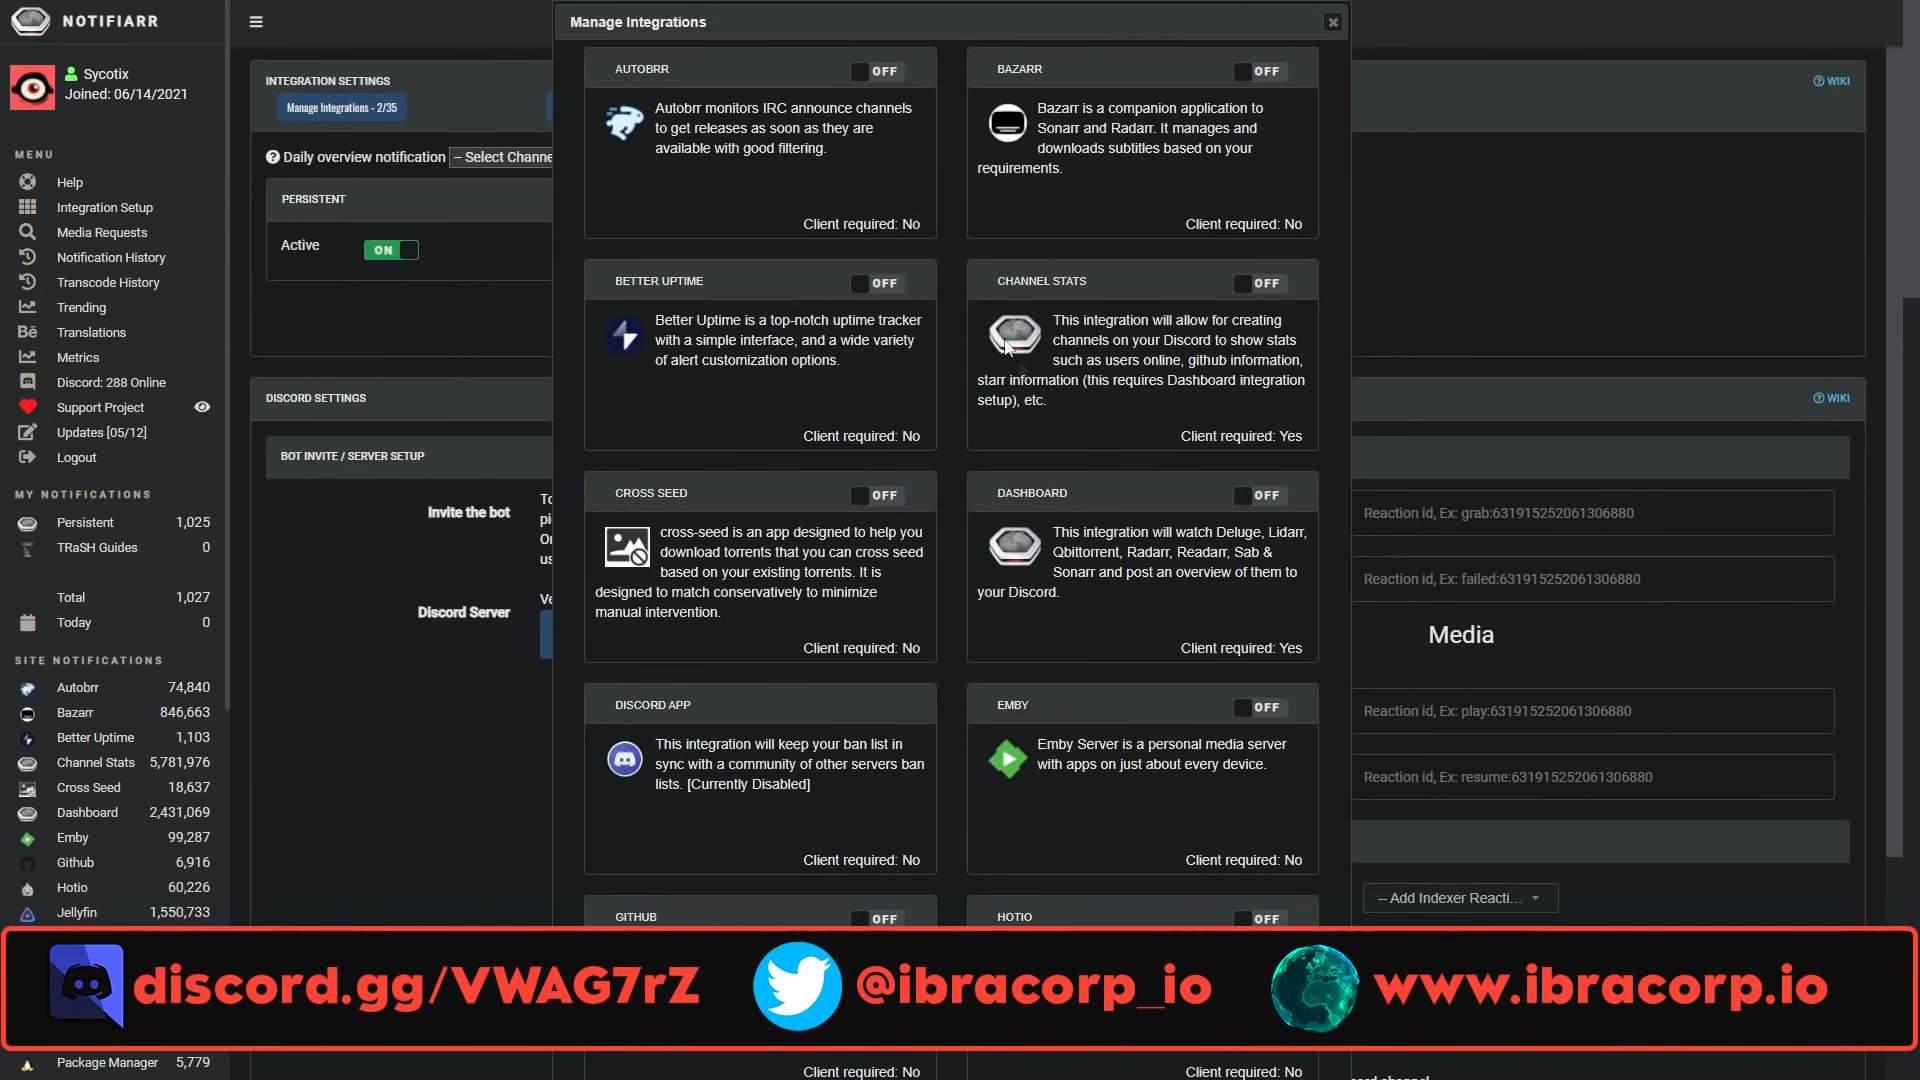 NOTIFIARR
Sycotix
Joined: 06/14/2021
MENU
Help
Integration Setup
Media Requests
Notification History
Transcode History
Trending
Translations
Metrics
Discord: 288 Online
Support Project
Updates [05/12]
Logout
MY NOTIFICATIONS
Persistent 1,025
TRaSH Guides 0
Total 1,027
Today 0
SITE NOTIFICATIONS
Autobrr 74,840
Bazarr 846,663
Better Uptime 1,103
Channel Stats 5,781,976
Cross Seed 18,637
Dashboard 2,431,069
Emby 99,287
Github 6,916
Hotio 60,226
Jellyfin 1,550,733
Package Manager 5,779
INTEGRATION SETTINGS
Manage Integrations - 2/35
Daily overview notification -- Select Channe
PERSISTENT
Active ON
DISCORD SETTINGS
BOT INVITE / SERVER SETUP
Invite the bot
Discord Server
Manage Integrations
AUTOBRR OFF
Autobrr monitors IRC announce channels
to get releases as soon as they are
available with good filtering.
Client required: No
BAZARR OFF
Bazarr is a companion application to
Sonarr and Radarr. It manages and
downloads subtitles based on your
requirements.
Client required: No
BETTER UPTIME OFF
Better Uptime is a top-notch uptime tracker
with a simple interface, and a wide variety
of alert customization options.
Client required: No
CHANNEL STATS OFF
This integration will allow for creating
channels on your Discord to show stats
such as users online, github information,
starr information (this requires Dashboard integration
setup), etc.
Client required: Yes
CROSS SEED OFF
cross-seed is an app designed to help you
download torrents that you can cross seed
based on your existing torrents. It is
designed to match conservatively to minimize
manual intervention.
Client required: No
DASHBOARD OFF
This integration will watch Deluge, Lidarr,
Qbittorrent, Radarr, Readarr, Sab &
Sonarr and post an overview of them to
your Discord.
Client required: Yes
DISCORD APP
This integration will keep your ban list in
sync with a community of other servers ban
lists. [Currently Disabled]
Client required: No
EMBY OFF
Emby Server is a personal media server
with apps on just about every device.
Client required: No
GITHUB OFF
HOTIO OFF
Client required: No
Client required: No
WIKI
WIKI
Reaction id, Ex: grab:631915252061306880
Reaction id, Ex: failed:631915252061306880
Media
Reaction id, Ex: play:631915252061306880
Reaction id, Ex: resume:631915252061306880
-- Add Indexer Reacti...
discord.gg/VWAG7rZ
@ibracorp_io
www.ibracorp.io